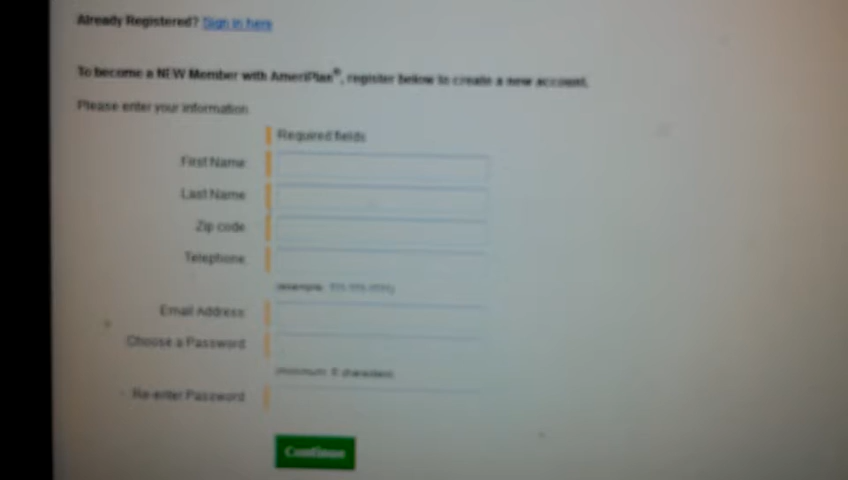 Already Registered? Sign in here
To become a NEW Member with AmeriPlan®, register below to create a new account.
Please enter your information
Required fields
First Name
Last Name
Zip code
Telephone
Email Address
Choose a Password
Re-enter Password
Continue